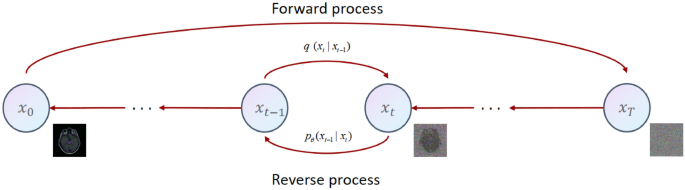 Forward process
q (x_t | x_{t-1})
x_0 ... x_{t-1} x_t ... x_T
p_θ(x_{t-1} | x_t)
Reverse process